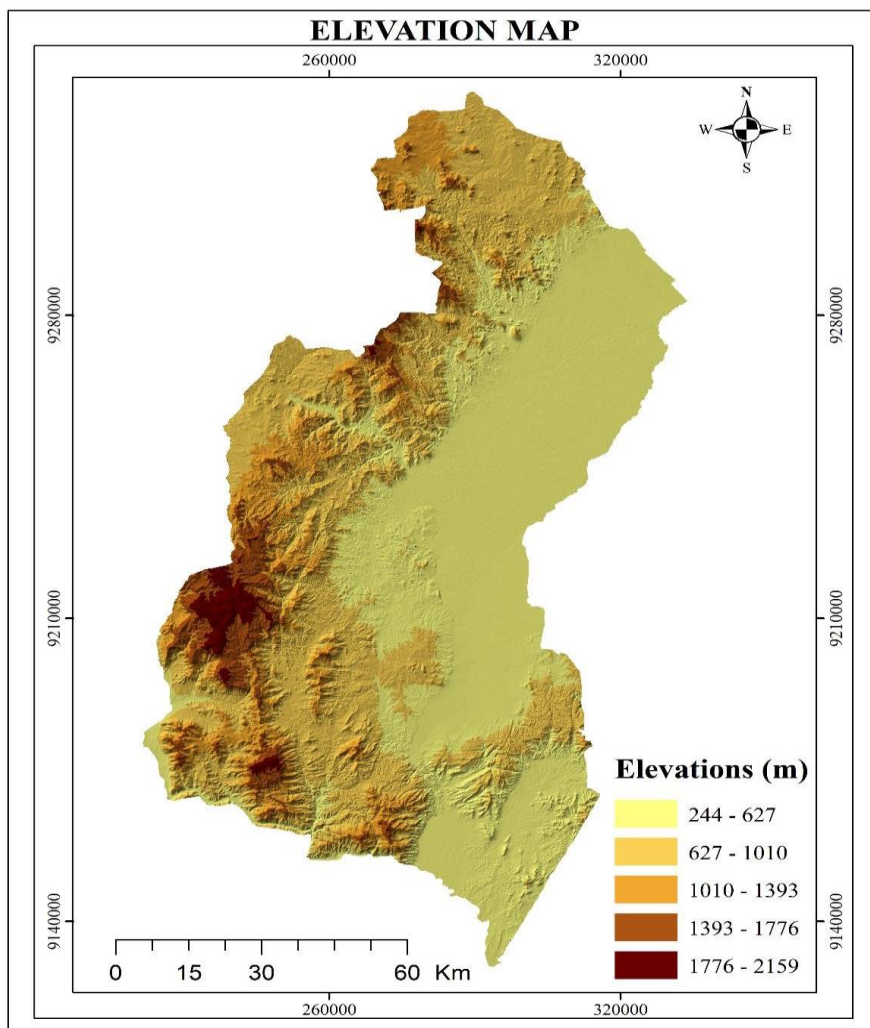 ELEVATION MAP
260000 320000
N
W E
S
9280000 9280000
9210000 9210000
Elevations (m)
244 - 627
627 - 1010
1010 - 1393
1393 - 1776
1776 - 2159
9140000 9140000
0 15 30 60 Km
260000 320000